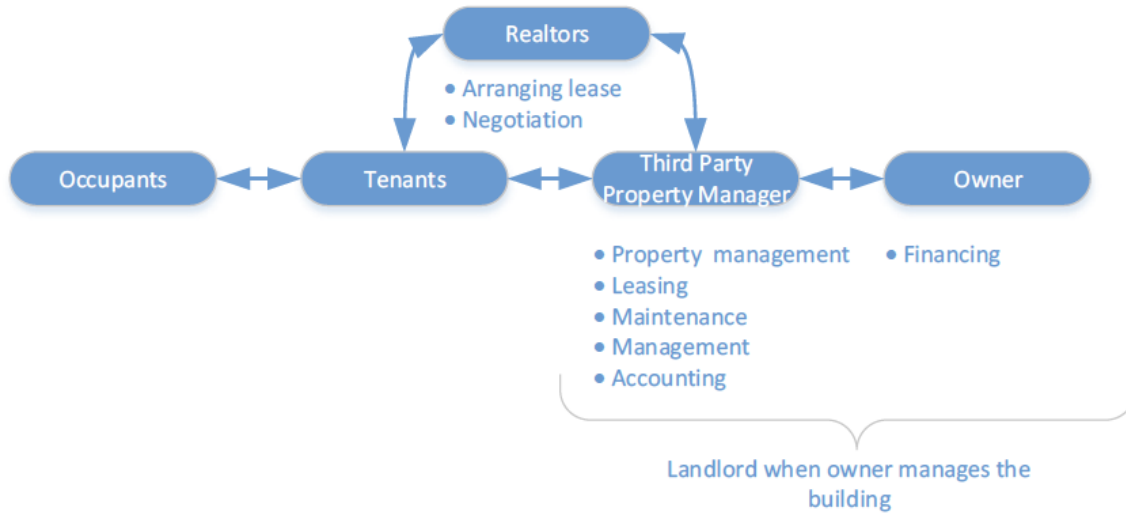 Realtors
• Arranging lease
• Negotiation
Occupants
Tenants
Third Party
Property Manager
Owner
• Property management
• Leasing
• Maintenance
• Management
• Accounting
• Financing
Landlord when owner manages the
building